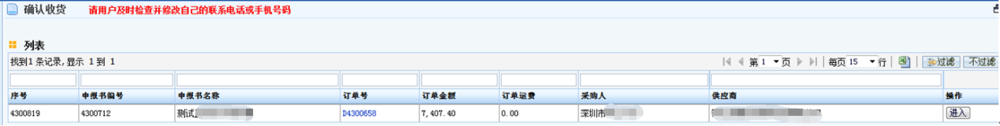 确认收货 请用户及时检查并修改自己的联系电话或手机号码
列表
找到1 条记录,显示 1 到 1 第 1 页 每页 15 行 过滤 不过滤
序号 申报书编号 申报书名称 订单号 订单金额 订单运费 采购人 供应商 操作
4300819 4300712 测试 D4300658 7,407.40 0.00 深圳市 进入